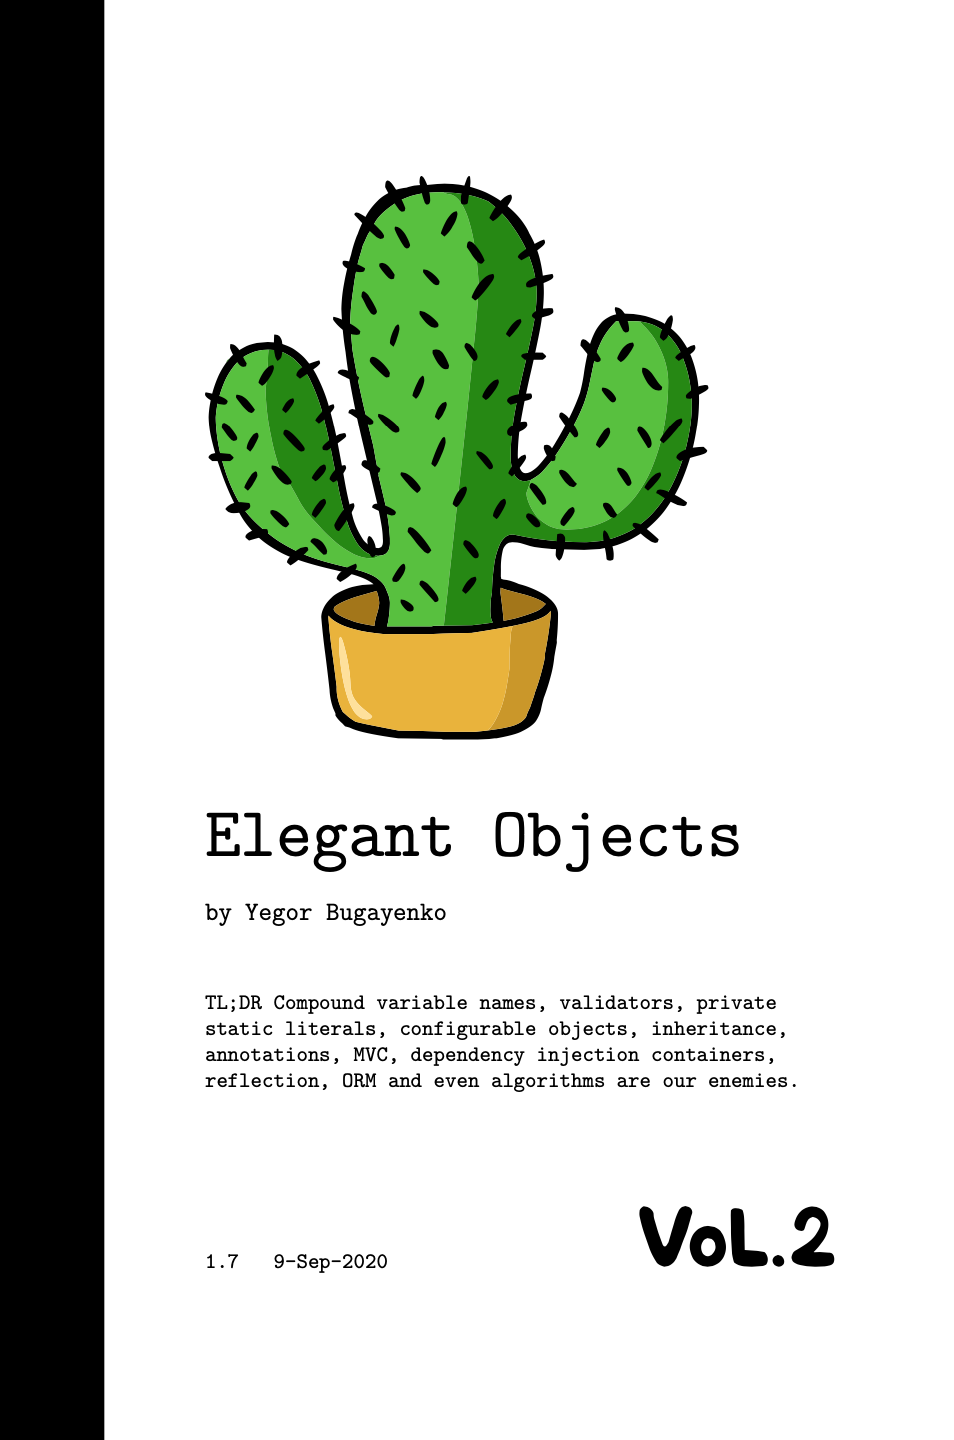 Elegant Objects
by Yegor Bugayenko
TL;DR Compound variable names, validators, private
static literals, configurable objects, inheritance,
annotations, MVC, dependency injection containers,
reflection, ORM and even algorithms are our enemies.
1.7 9-Sep-2020
VoL.2